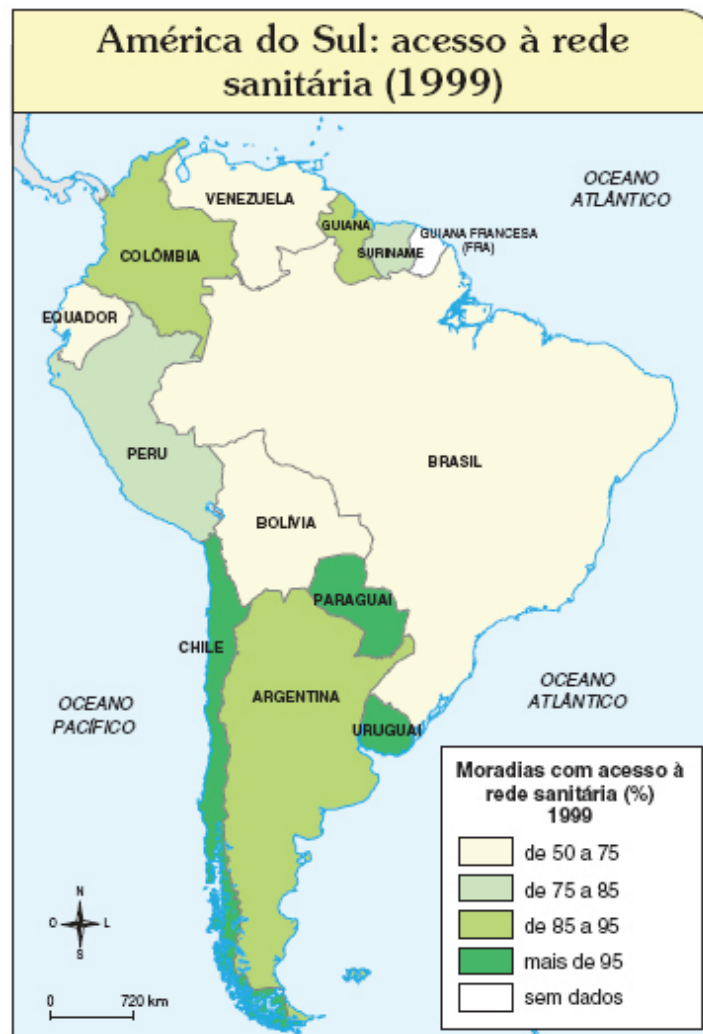 América do Sul: acesso à rede
sanitária (1999)
OCEANO
ATLÂNTICO
VENEZUELA
GUIANA
GUIANA FRANCESA
(FRA)
SURINAME
COLÔMBIA
EQUADOR
PERU
BRASIL
BOLÍVIA
PARAGUAI
CHILE
ARGENTINA
OCEANO
ATLÂNTICO
OCEANO
PACÍFICO
URUGUAI
Moradias com acesso à
rede sanitária (%)
1999
de 50 a 75
de 75 a 85
de 85 a 95
mais de 95
sem dados
N
O L
S
0 720 km